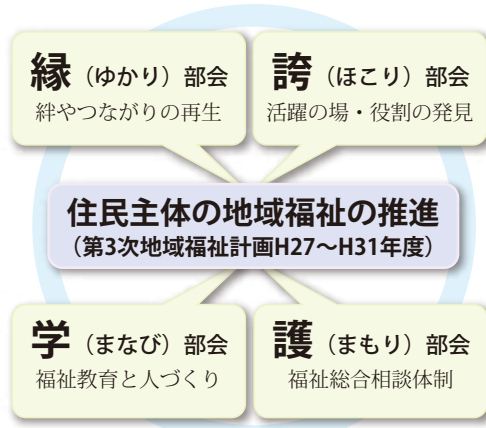 縁（ゆかり）部会
絆やつながりの再生
誇（ほこり）部会
活躍の場・役割の発見
住民主体の地域福祉の推進
（第3次地域福祉計画H27〜H31年度）
学（まなび）部会
福祉教育と人づくり
護（まもり）部会
福祉総合相談体制